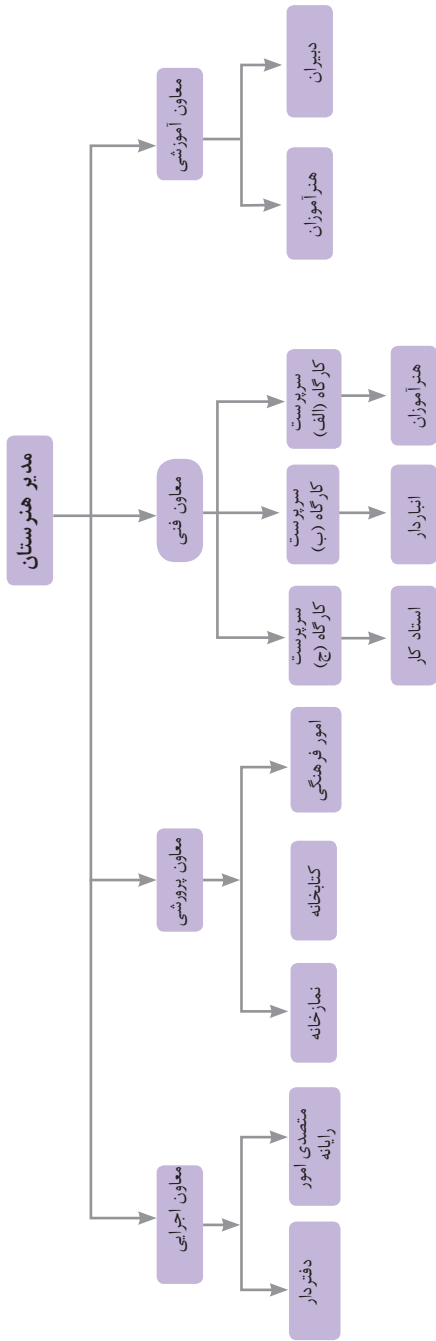 مدیر هنرستان
معاون آموزشی
معاون فنی
معاون پرورشی
معاون اجرایی
دبیران
هنرآموزان
سرپرست
کارگاه (الف)
سرپرست
کارگاه (ب)
سرپرست
کارگاه (ج)
امور فرهنگی
کتابخانه
نمازخانه
متصدی امور
رایانه
دفتردار
هنرآموزان
انباردار
استاد کار